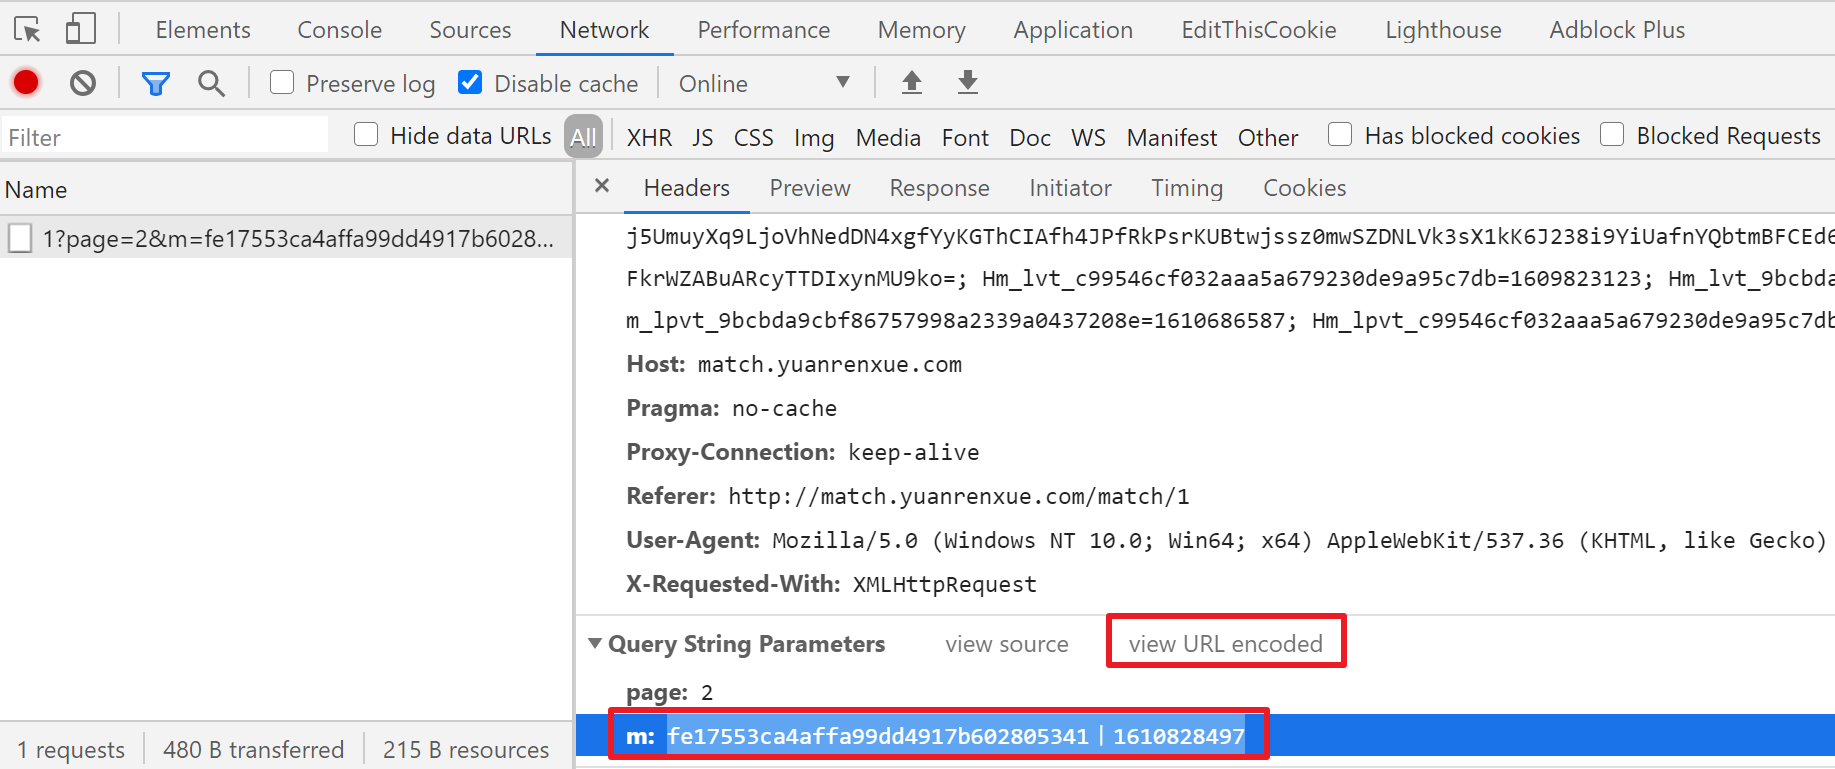 Elements Console Sources Network Performance Memory Application EditThisCookie Lighthouse Adblock Plus
Preserve log Disable cache Online
Filter Hide data URLs All XHR JS CSS Img Media Font Doc WS Manifest Other Has blocked cookies Blocked Requests
Name
1?page=2&m=fe17553ca4affa99dd4917b6028...
1 requests 480 B transferred 215 B resources
Headers Preview Response Initiator Timing Cookies
j5UmuyXq9LjoVhNedDN4xgfYyKGThCIAfh4JPfRkPsrKUBtwjssz0mwSZDNLVk3sX1kK6J238i9YiUafnYQbtmBFCEd6
FkrWZABuARcyTTDIxynMU9ko=; Hm_lvt_c99546cf032aaa5a679230de9a95c7db=1609823123; Hm_lvt_9bcbda
m_lpvt_9bcbda9cbf86757998a2339a0437208e=1610686587; Hm_lpvt_c99546cf032aaa5a679230de9a95c7db
Host: match.yuanrenxue.com
Pragma: no-cache
Proxy-Connection: keep-alive
Referer: http://match.yuanrenxue.com/match/1
User-Agent: Mozilla/5.0 (Windows NT 10.0; Win64; x64) AppleWebKit/537.36 (KHTML, like Gecko)
X-Requested-With: XMLHttpRequest
Query String Parameters view source view URL encoded
page: 2
m: fe17553ca4affa99dd4917b602805341|1610828497